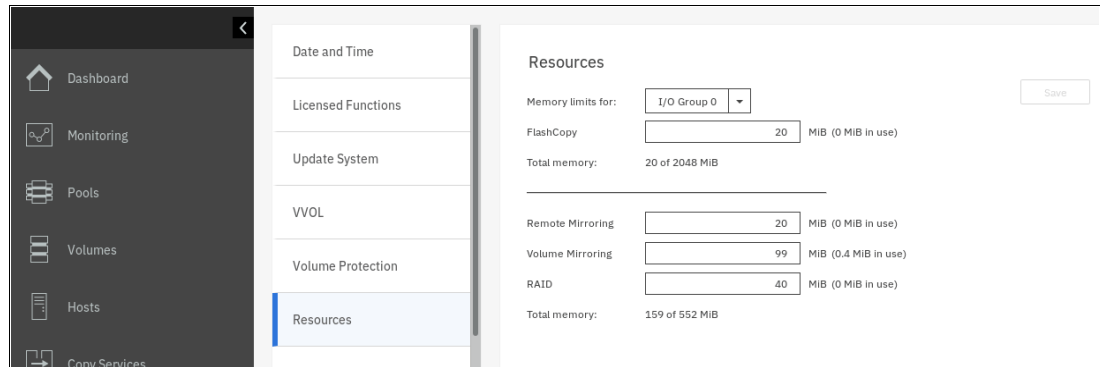 Dashboard
Monitoring
Pools
Volumes
Hosts
Copy Services
Date and Time
Licensed Functions
Update System
VVOL
Volume Protection
Resources
Resources
Save
Memory limits for: I/O Group 0
FlashCopy 20 MiB (0 MiB in use)
Total memory: 20 of 2048 MiB
Remote Mirroring 20 MiB (0 MiB in use)
Volume Mirroring 99 MiB (0.4 MiB in use)
RAID 40 MiB (0 MiB in use)
Total memory: 159 of 552 MiB